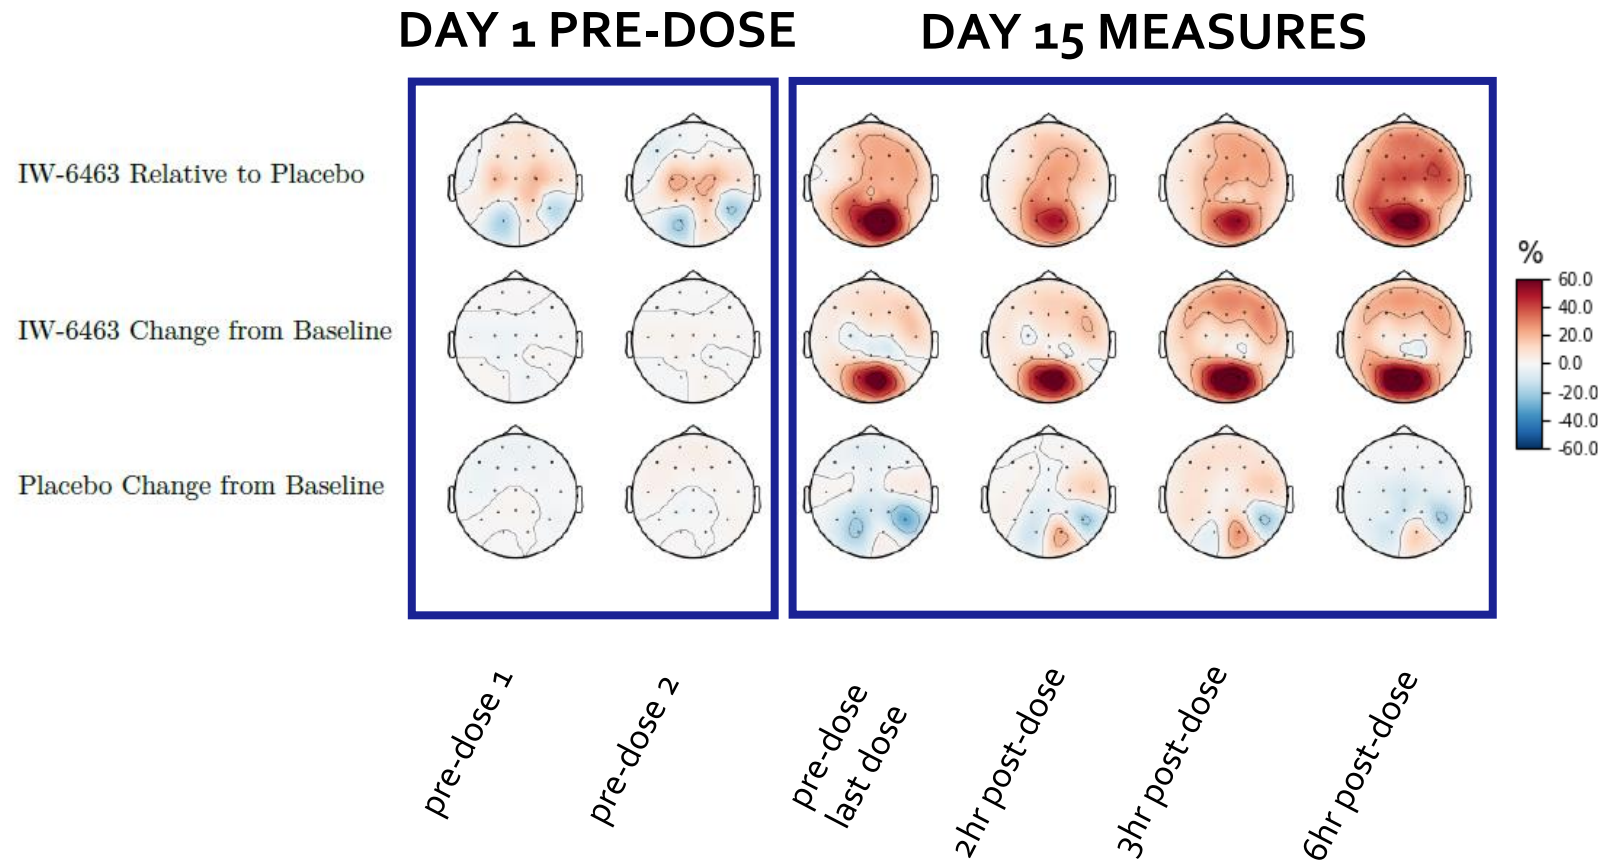 DAY 1 PRE-DOSE
DAY 15 MEASURES
IW-6463 Relative to Placebo
IW-6463 Change from Baseline
Placebo Change from Baseline
%
60.0
40.0
20.0
0.0
-20.0
-40.0
-60.0
pre-dose 1
pre-dose 2
pre-dose
last dose
2hr post-dose
3hr post-dose
6hr post-dose